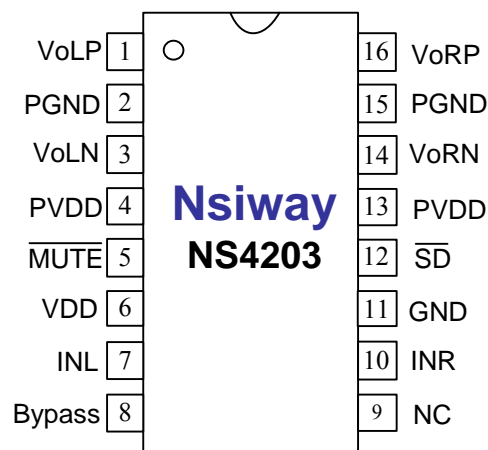 VoLP 1 16 VoRP
PGND 2 15 PGND
VoLN 3 14 VoRN
PVDD 4 13 PVDD
Nsiway
MUTE 5 12 SD
NS4203
VDD 6 11 GND
INL 7 10 INR
Bypass 8 9 NC